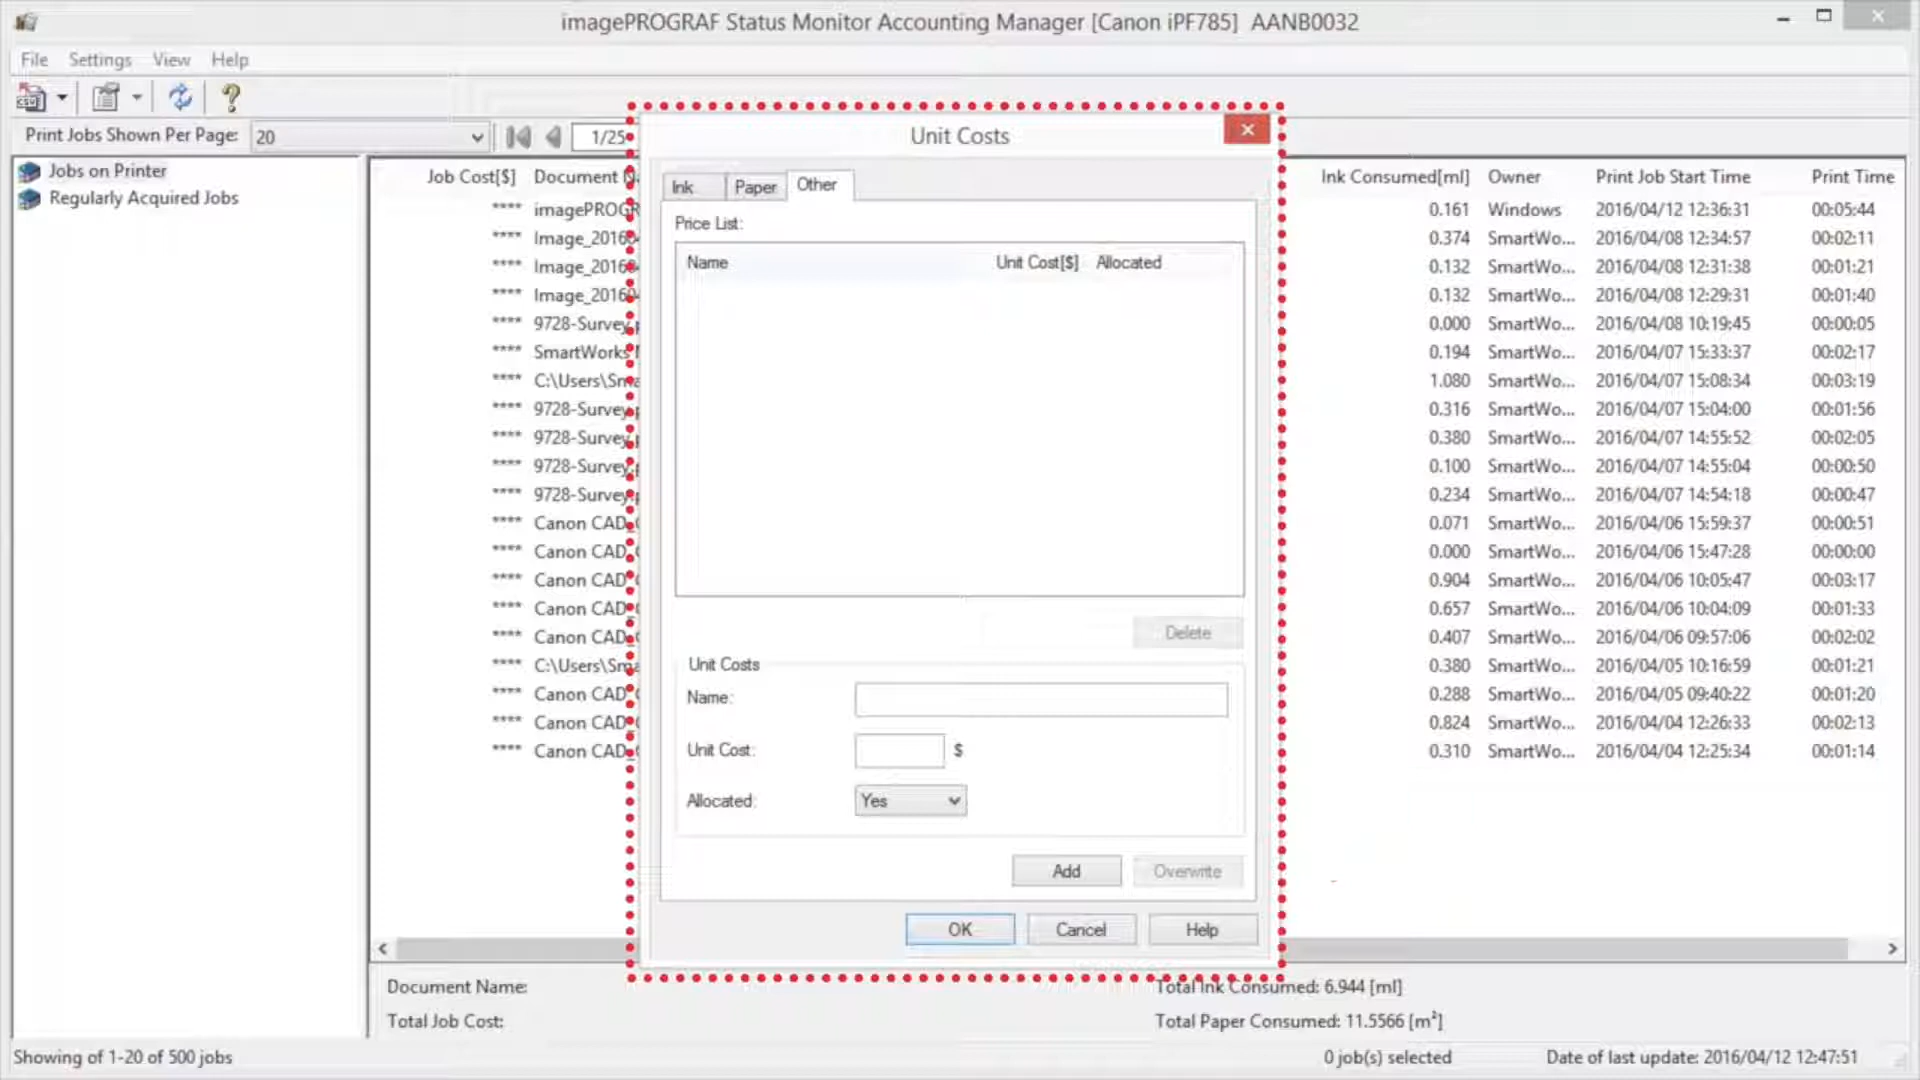 imagePROGRAF Status Monitor Accounting Manager [Canon iPF785] AANB0032
File Settings View Help
Print Jobs Shown Per Page: 20 1/25
Jobs on Printer
Regularly Acquired Jobs
Job Cost[$] Document Ink Consumed[ml] Owner Print Job Start Time Print Time
**** imagePROGR 0.161 Windows 2016/04/12 12:36:31 00:05:44
**** Image_2016 0.374 SmartWo... 2016/04/08 12:34:57 00:02:11
**** Image_2016 0.132 SmartWo... 2016/04/08 12:31:38 00:01:21
**** Image_2016 0.132 SmartWo... 2016/04/08 12:29:31 00:01:40
**** 9728-Survey. 0.000 SmartWo... 2016/04/08 10:19:45 00:00:05
**** SmartWorks 0.194 SmartWo... 2016/04/07 15:33:37 00:02:17
**** C:\Users\Sma 1.080 SmartWo... 2016/04/07 15:08:34 00:03:19
**** 9728-Survey. 0.316 SmartWo... 2016/04/07 15:04:00 00:01:56
**** 9728-Survey. 0.380 SmartWo... 2016/04/07 14:55:52 00:02:05
**** 9728-Survey. 0.100 SmartWo... 2016/04/07 14:55:04 00:00:50
**** 9728-Survey. 0.234 SmartWo... 2016/04/07 14:54:18 00:00:47
**** Canon CAD_ 0.071 SmartWo... 2016/04/06 15:59:37 00:00:51
**** Canon CAD_ 0.000 SmartWo... 2016/04/06 15:47:28 00:00:00
**** Canon CAD_ 0.904 SmartWo... 2016/04/06 10:05:47 00:03:17
**** Canon CAD_ 0.657 SmartWo... 2016/04/06 10:04:09 00:01:33
**** Canon CAD_ 0.407 SmartWo... 2016/04/06 09:57:06 00:02:02
**** C:\Users\Sma 0.380 SmartWo... 2016/04/05 10:16:59 00:01:21
**** Canon CAD_ 0.288 SmartWo... 2016/04/05 09:40:22 00:01:20
**** Canon CAD_ 0.824 SmartWo... 2016/04/04 12:26:33 00:02:13
**** Canon CAD_ 0.310 SmartWo... 2016/04/04 12:25:34 00:01:14
Unit Costs
Ink Paper Other
Price List:
Name Unit Cost[$] Allocated
Delete
Unit Costs
Name:
Unit Cost: $
Allocated: Yes
Add Overwrite
OK Cancel Help
Document Name: Total Ink Consumed: 6.944 [ml]
Total Job Cost: Total Paper Consumed: 11.5566 [m²]
Showing of 1-20 of 500 jobs 0 job(s) selected Date of last update: 2016/04/12 12:47:51